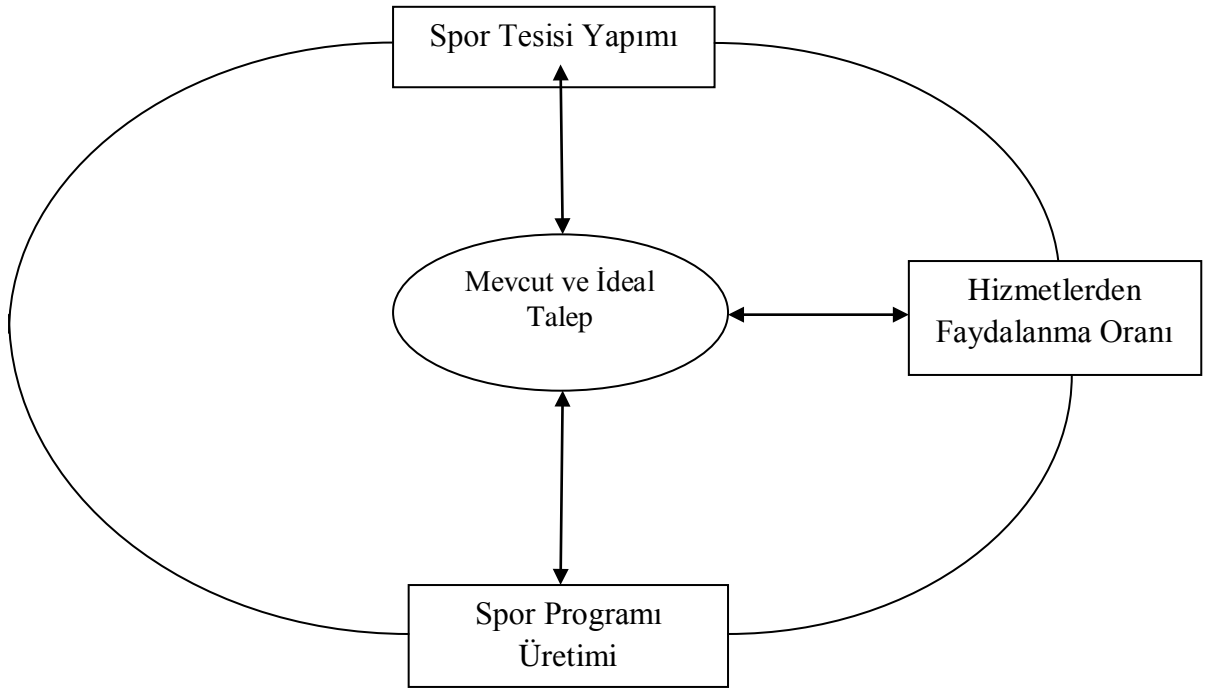 Spor Tesisi Yapımı
Mevcut ve İdeal
Talep
Hizmetlerden
Faydalanma Oranı
Spor Programı
Üretimi